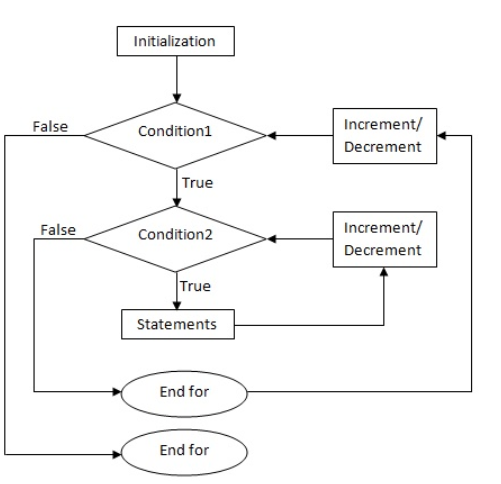 Initialization
False
Condition1
Increment/
Decrement
True
False
Condition2
Increment/
Decrement
True
Statements
End for
End for